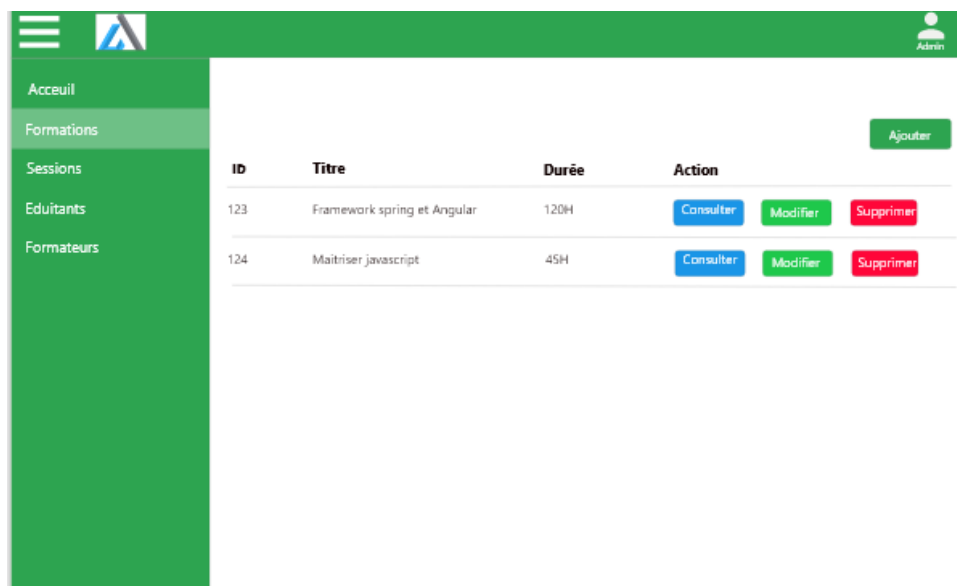 Admin
Acceuil
Formations
Sessions
Eduitants
Formateurs
Ajouter
ID Titre Durée Action
123 Framework spring et Angular 120H Consulter Modifier Supprimer
124 Maitriser javascript 45H Consulter Modifier Supprimer